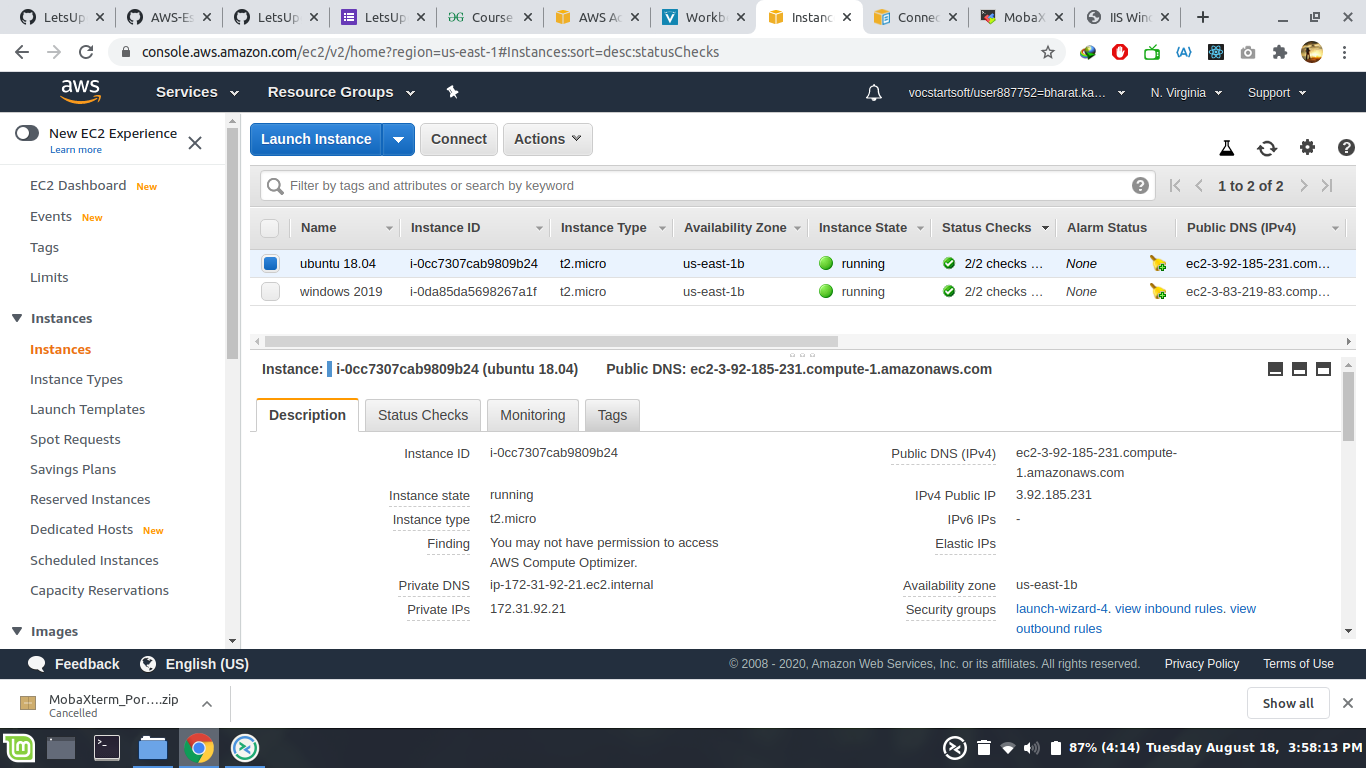 LetsUp
AWS-Es
LetsUp
LetsUp
Course
AWS Ac
Workbe
Instanc
Connec
MobaX
IIS Wind
console.aws.amazon.com/ec2/v2/home?region=us-east-1#Instances:sort=desc:statusChecks
aws
Services
Resource Groups
vocstartsoft/user887752=bharat.ka…
N. Virginia
Support
New EC2 Experience
Learn more
EC2 Dashboard New
Events New
Tags
Limits
Instances
Instances
Instance Types
Launch Templates
Spot Requests
Savings Plans
Reserved Instances
Dedicated Hosts New
Scheduled Instances
Capacity Reservations
Images
Launch Instance
Connect
Actions
Filter by tags and attributes or search by keyword
1 to 2 of 2
Name Instance ID Instance Type Availability Zone Instance State Status Checks Alarm Status Public DNS (IPv4)
ubuntu 18.04 i-0cc7307cab9809b24 t2.micro us-east-1b running 2/2 checks … None ec2-3-92-185-231.com…
windows 2019 i-0da85da5698267a1f t2.micro us-east-1b running 2/2 checks … None ec2-3-83-219-83.comp…
Instance: i-0cc7307cab9809b24 (ubuntu 18.04) Public DNS: ec2-3-92-185-231.compute-1.amazonaws.com
Description
Status Checks
Monitoring
Tags
Instance ID i-0cc7307cab9809b24
Instance state running
Instance type t2.micro
Finding You may not have permission to access
AWS Compute Optimizer.
Private DNS ip-172-31-92-21.ec2.internal
Private IPs 172.31.92.21
Public DNS (IPv4) ec2-3-92-185-231.compute-
1.amazonaws.com
IPv4 Public IP 3.92.185.231
IPv6 IPs -
Elastic IPs
Availability zone us-east-1b
Security groups launch-wizard-4. view inbound rules. view
outbound rules
Feedback
English (US)
© 2008 - 2020, Amazon Web Services, Inc. or its affiliates. All rights reserved.
Privacy Policy
Terms of Use
MobaXterm_Por….zip
Cancelled
Show all
87% (4:14) Tuesday August 18, 3:58:13 PM